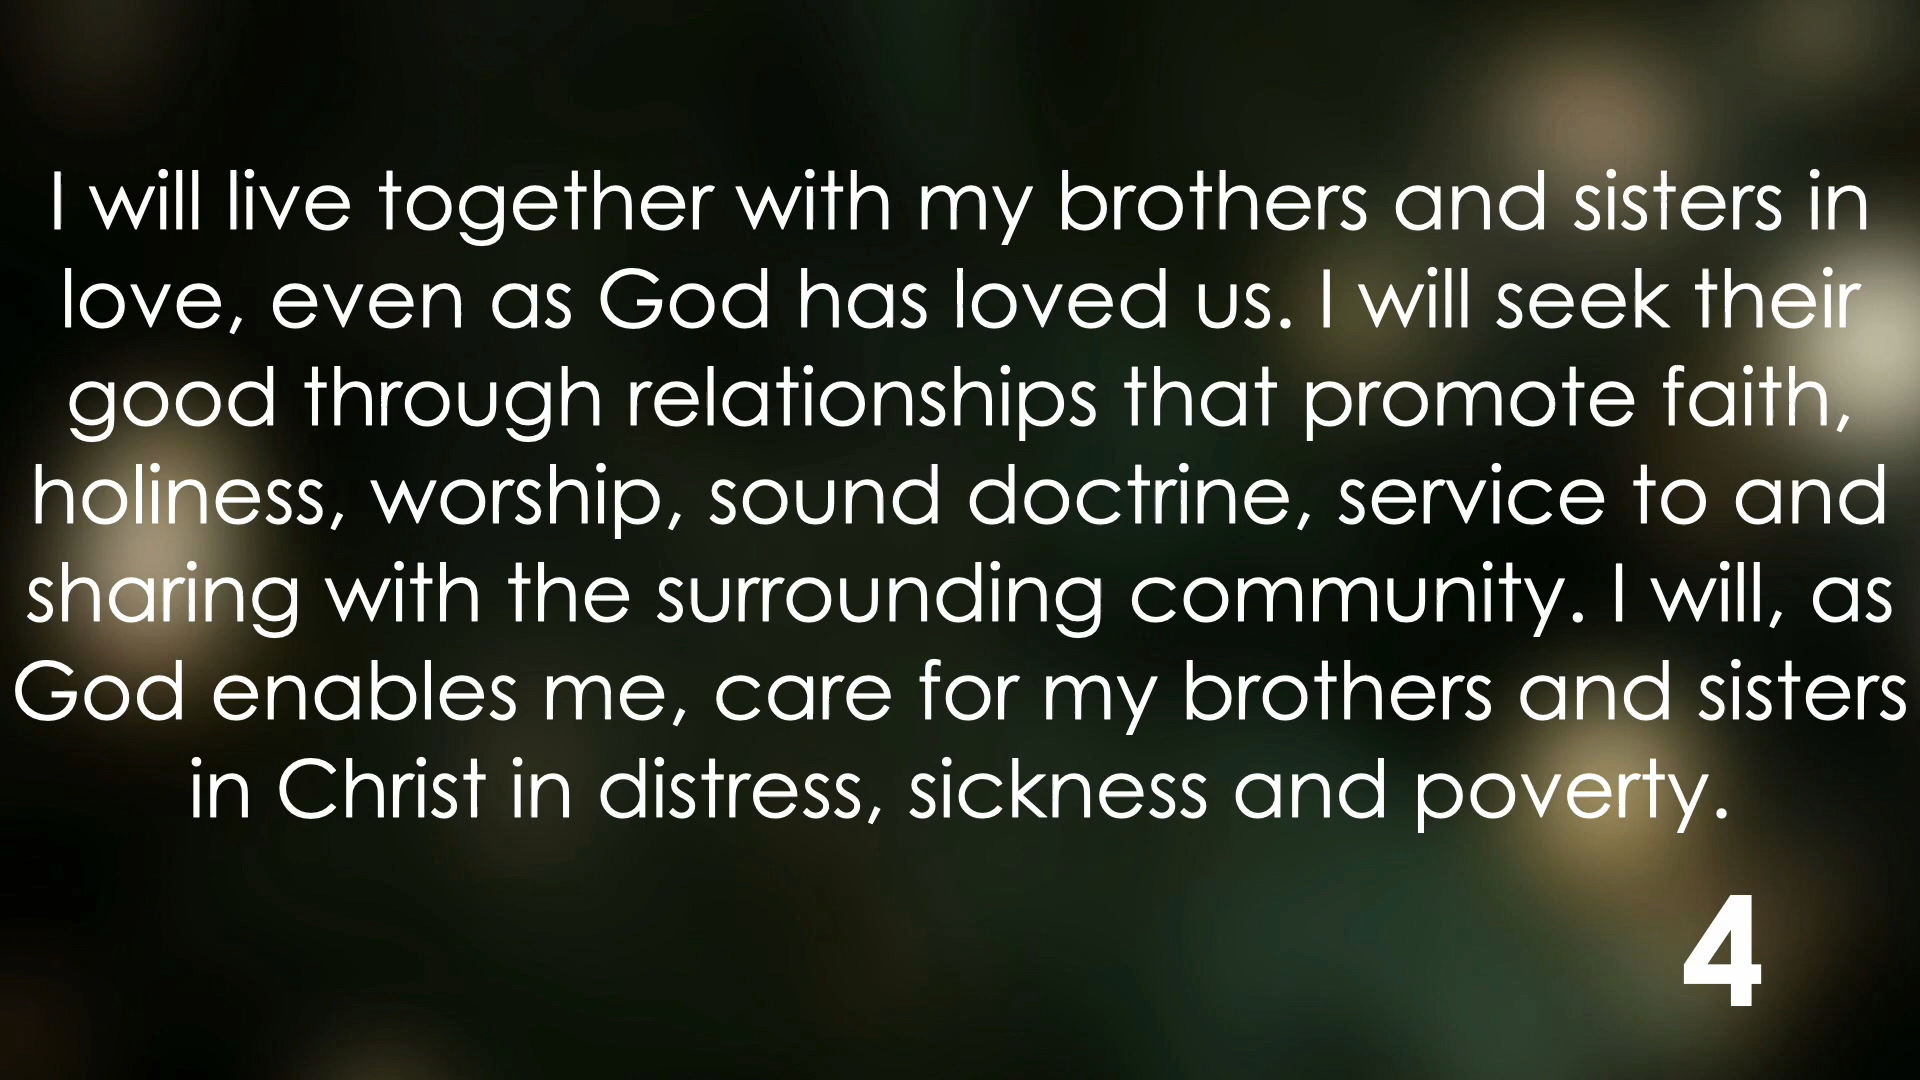 I will live together with my brothers and sisters in
love, even as God has loved us. I will seek their
good through relationships that promote faith,
holiness, worship, sound doctrine, service to and
sharing with the surrounding community. I will, as
God enables me, care for my brothers and sisters
in Christ in distress, sickness and poverty.
4